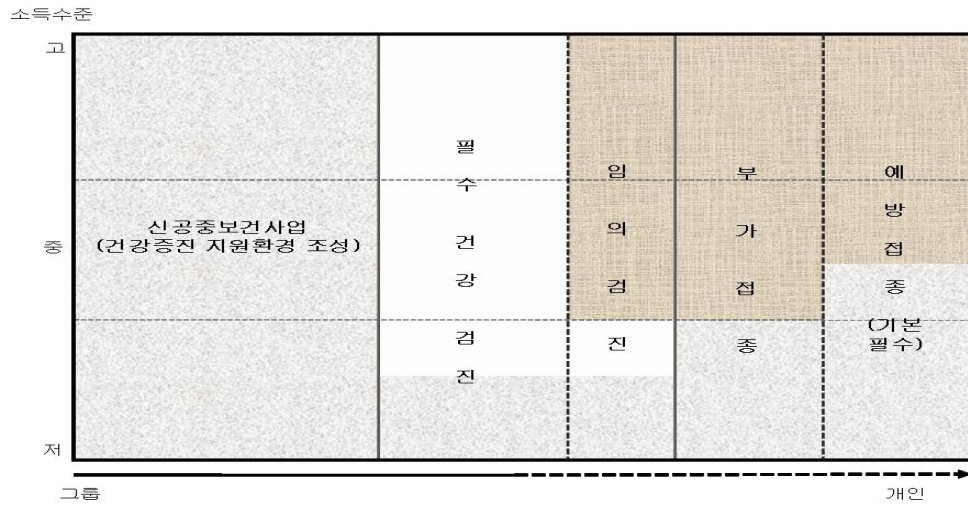 소득수준
고
중
저
신공중보건사업
(건강증진 지원환경 조성)
필수건강검진
임의검진
부가접종
예방접종
(기본
필수)
그룹
개인